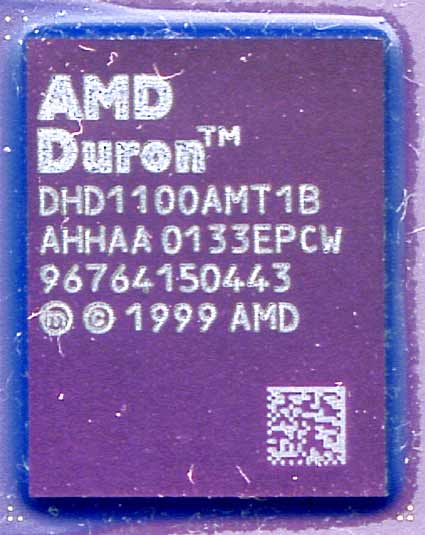 AMD
Duron™
DHD1100AMT1B
AHHAA 0133EPCW
96764150443
ⓜ © 1999 AMD